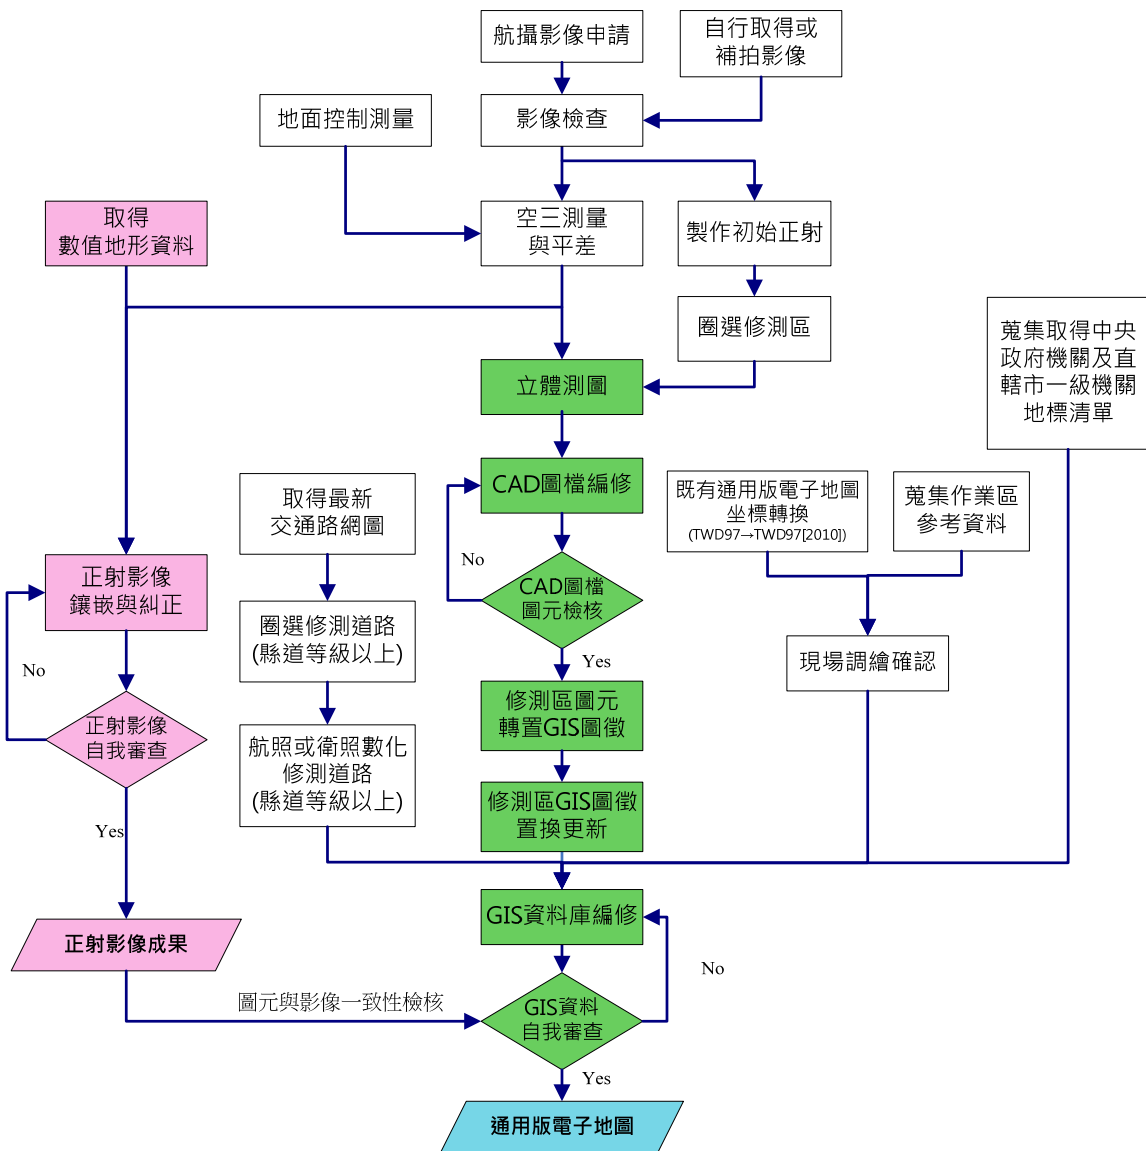 航攝影像申請
自行取得或
補拍影像
地面控制測量
影像檢查
取得
數值地形資料
空三測量
與平差
製作初始正射
圈選修測區
蒐集取得中央
政府機關及直
轄市一級機關
地標清單
立體測圖
CAD圖檔編修
取得最新
交通路網圖
既有通用版電子地圖
坐標轉換
(TWD97→TWD97[2010])
蒐集作業區
參考資料
No
正射影像
鑲嵌與糾正
CAD圖檔
圖元檢核
圈選修測道路
(縣道等級以上)
現場調繪確認
Yes
No
修測區圖元
轉置GIS圖徵
正射影像
自我審查
航照或衛照數化
修測道路
(縣道等級以上)
修測區GIS圖徵
置換更新
Yes
GIS資料庫編修
正射影像成果
No
圖元與影像一致性檢核
GIS資料
自我審查
Yes
通用版電子地圖